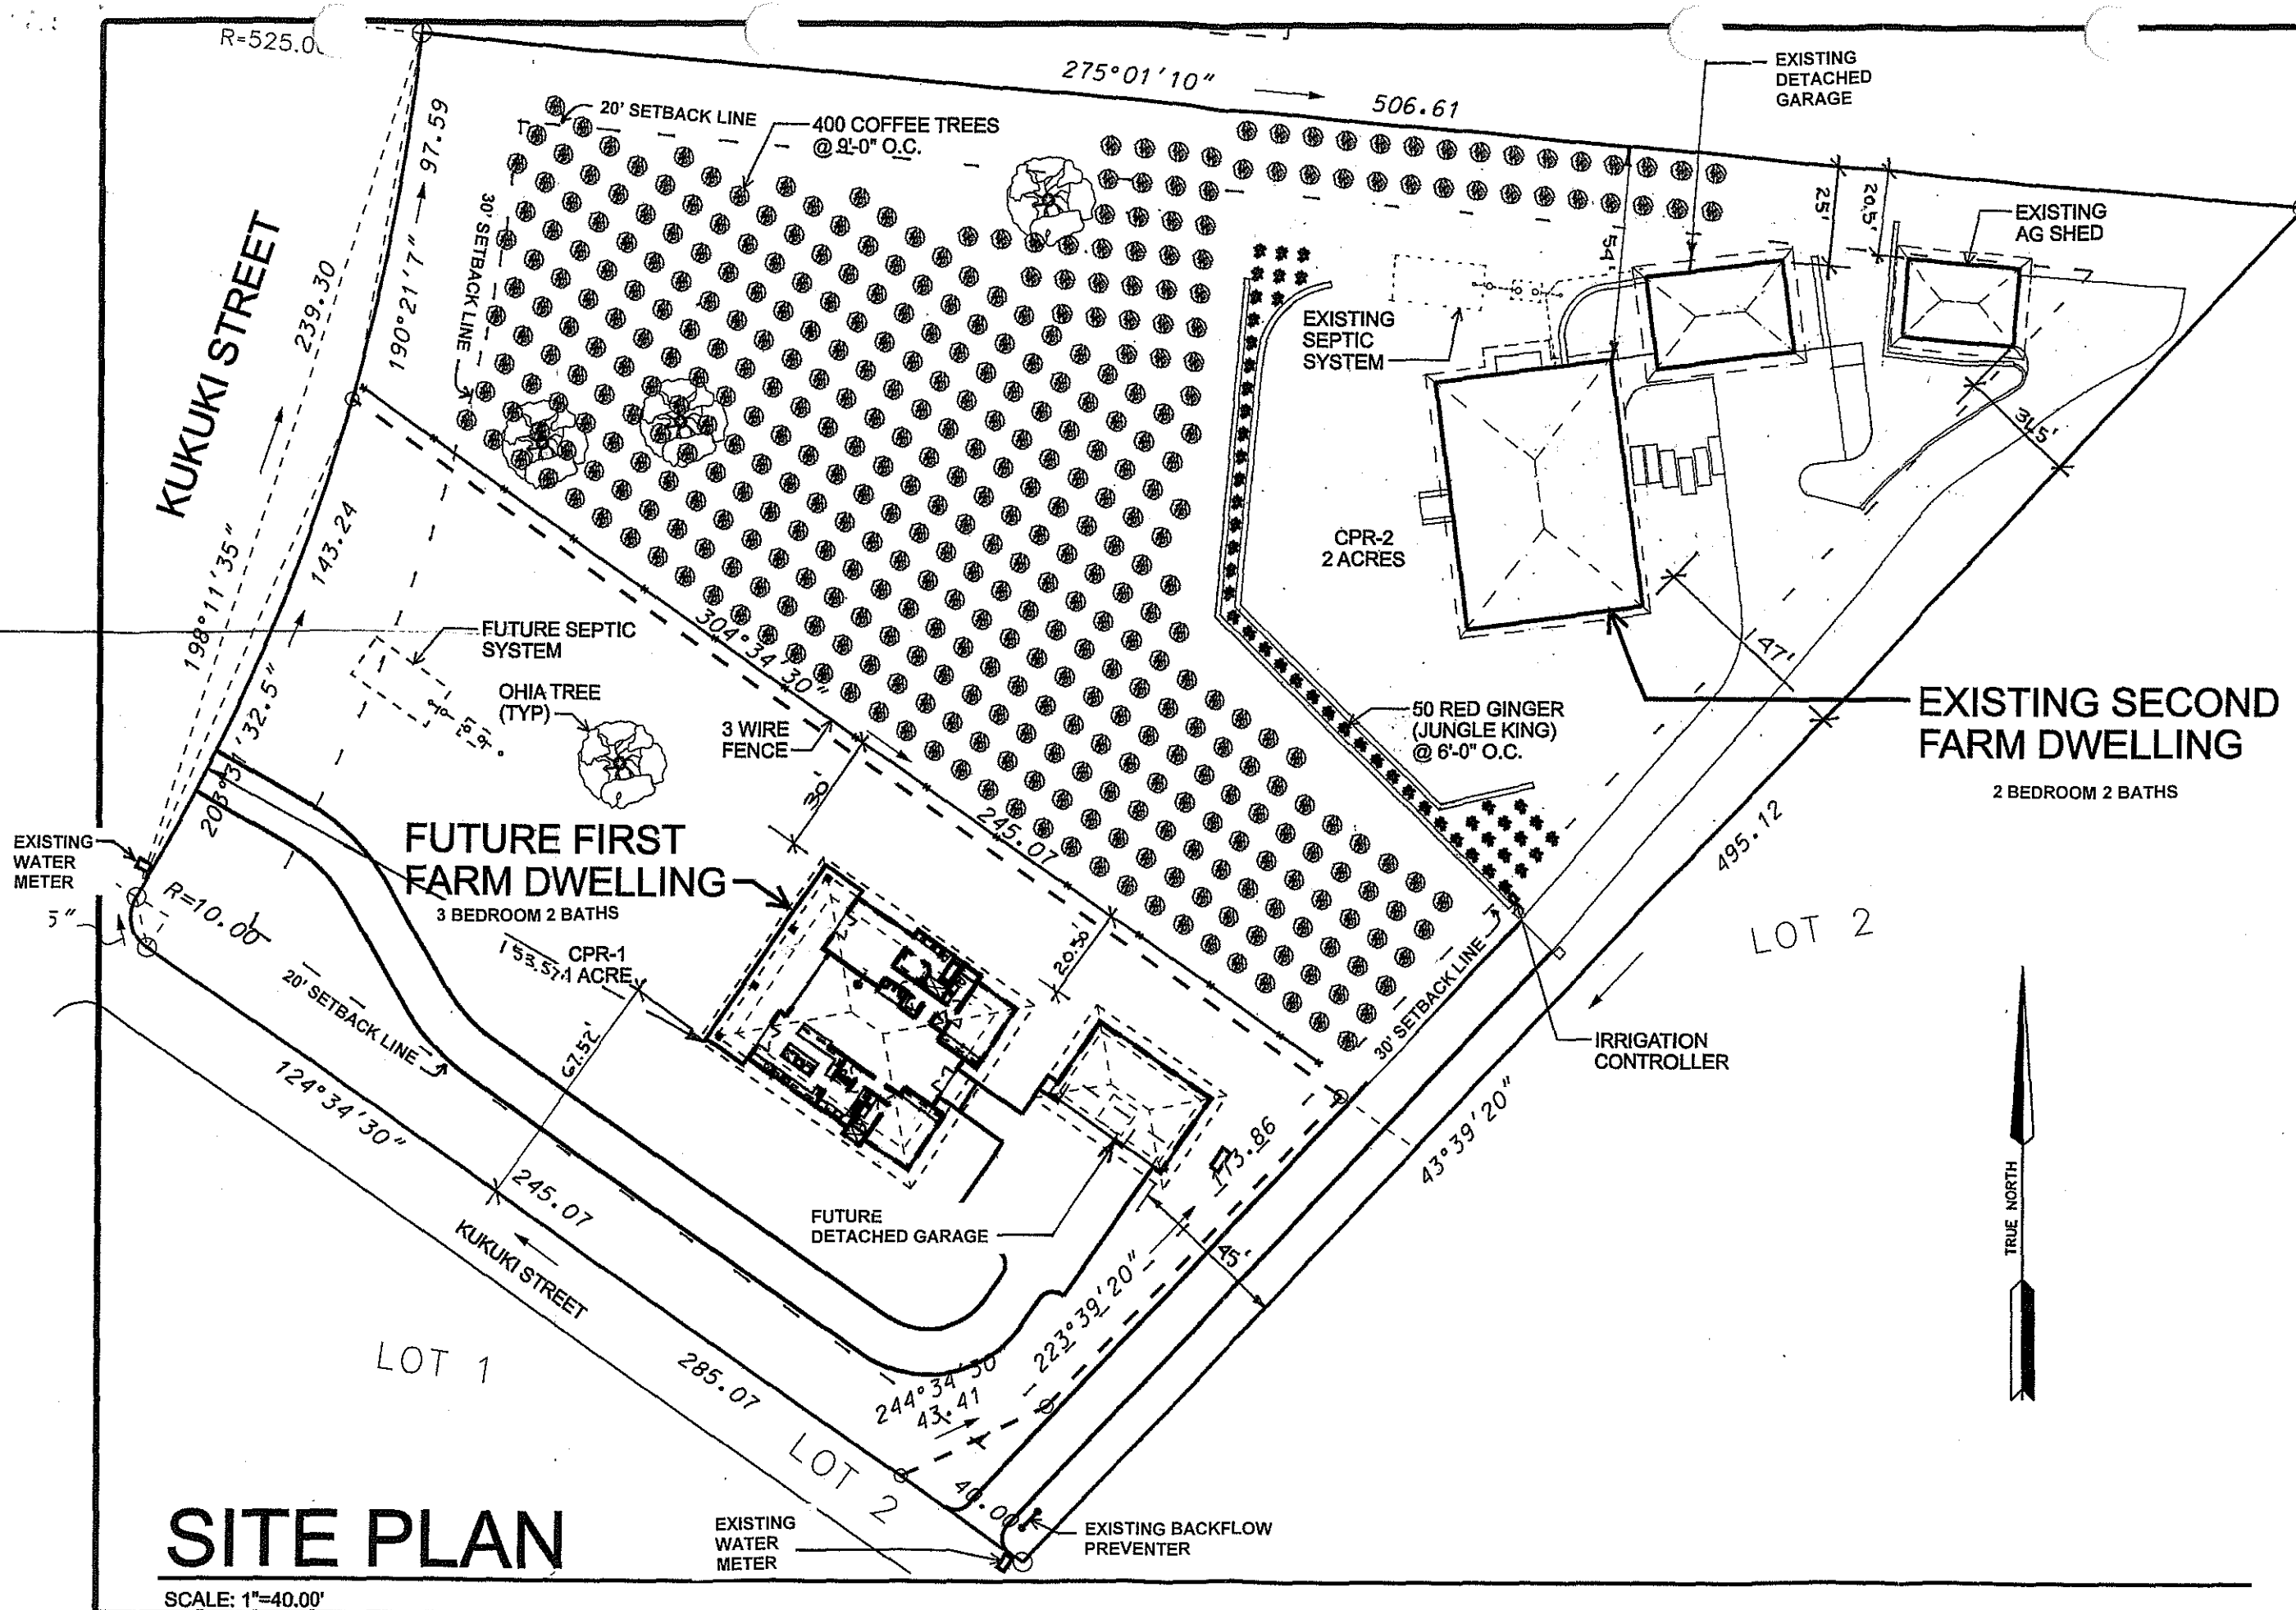 R=525.0
275°01'10"
506.61
EXISTING
DETACHED
GARAGE
20' SETBACK LINE
400 COFFEE TREES
@ 9'-0" O.C.
190°21'7"
97.59
30' SETBACK LINE
KUKUKI STREET
239.30
198°11'35"
143.24
54'
25'
20.5'
EXISTING
AG SHED
EXISTING
SEPTIC
SYSTEM
31.5'
CPR-2
2 ACRES
47'
FUTURE SEPTIC
SYSTEM
304°34'30"
OHIA TREE
(TYP)
3 WIRE
FENCE
50 RED GINGER
(JUNGLE KING)
@ 6'-0" O.C.
EXISTING SECOND
FARM DWELLING
2 BEDROOM 2 BATHS
203°31'32.5"
30'
245.07
495.12
EXISTING
WATER
METER
5"
R=10.00
FUTURE FIRST
FARM DWELLING
3 BEDROOM 2 BATHS
153.57
CPR-1
1 ACRE
20.50'
LOT 2
20' SETBACK LINE
67.52'
30' SETBACK LINE
IRRIGATION
CONTROLLER
124°34'30"
245.07
KUKUKI STREET
173.86
43°39'20"
FUTURE
DETACHED GARAGE
45'
223°39'20"
TRUE NORTH
LOT 1
285.07
244°34'30"
43.41
LOT 2
40.00
EXISTING
WATER
METER
EXISTING BACKFLOW
PREVENTER
SITE PLAN
SCALE: 1"=40.00'